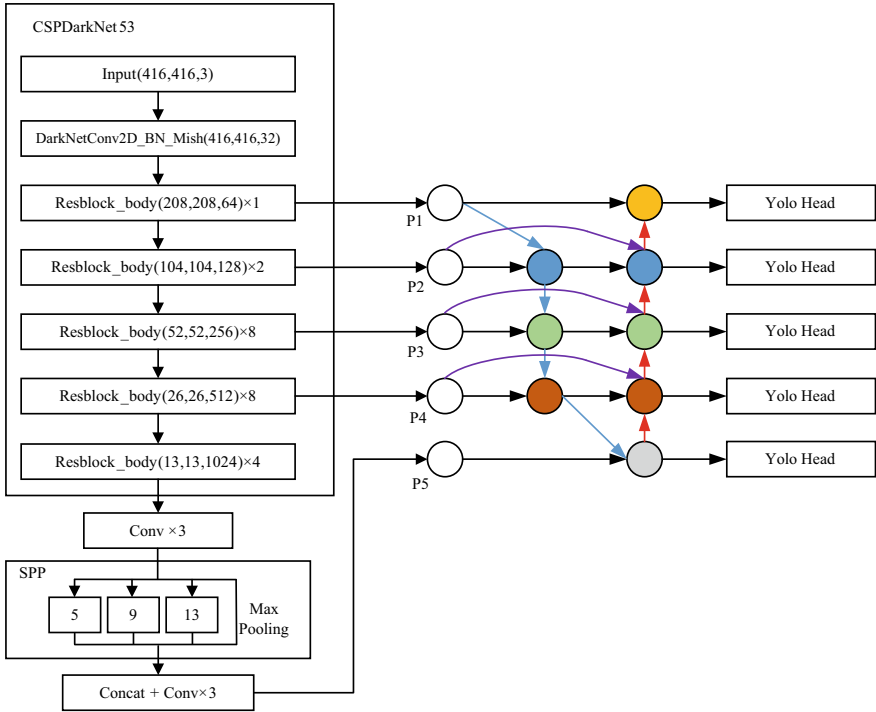 CSPDarkNet53
Input(416,416,3)
DarkNetConv2D_BN_Mish(416,416,32)
Resblock_body(208,208,64)×1
Resblock_body(104,104,128)×2
Resblock_body(52,52,256)×8
Resblock_body(26,26,512)×8
Resblock_body(13,13,1024)×4
Conv ×3
SPP
5
9
13
Max
Pooling
Concat + Conv×3
P1
P2
P3
P4
P5
Yolo Head
Yolo Head
Yolo Head
Yolo Head
Yolo Head